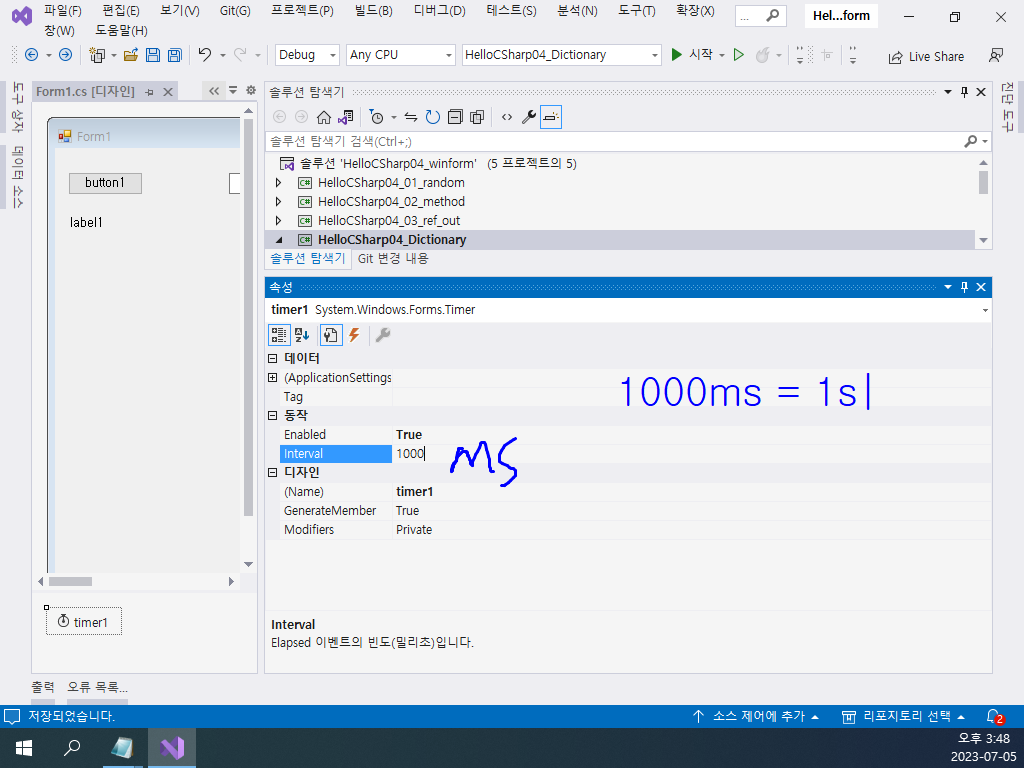 파일(F) 편집(E) 보기(V) Git(G) 프로젝트(P) 빌드(B) 디버그(D) 테스트(S) 분석(N) 도구(T) 확장(X) ... Hel...form
창(W) 도움말(H)
Debug Any CPU HelloCSharp04_Dictionary 시작 Live Share
도구 상자
데이터 소스
Form1.cs [디자인]
Form1
button1
label1
timer1
솔루션 탐색기
솔루션 탐색기 검색(Ctrl+;)
솔루션 'HelloCSharp04_winform' (5 프로젝트의 5)
C# HelloCSharp04_01_random
C# HelloCSharp04_02_method
C# HelloCSharp04_03_ref_out
C# HelloCSharp04_Dictionary
솔루션 탐색기 Git 변경 내용
속성
timer1 System.Windows.Forms.Timer
데이터
(ApplicationSettings
Tag
1000ms = 1s
동작
Enabled True
Interval 1000
ms
디자인
(Name) timer1
GenerateMember True
Modifiers Private
Interval
Elapsed 이벤트의 빈도(밀리초)입니다.
진단 도구
출력 오류 목록...
저장되었습니다. 소스 제어에 추가 리포지토리 선택 2
오후 3:48
2023-07-05